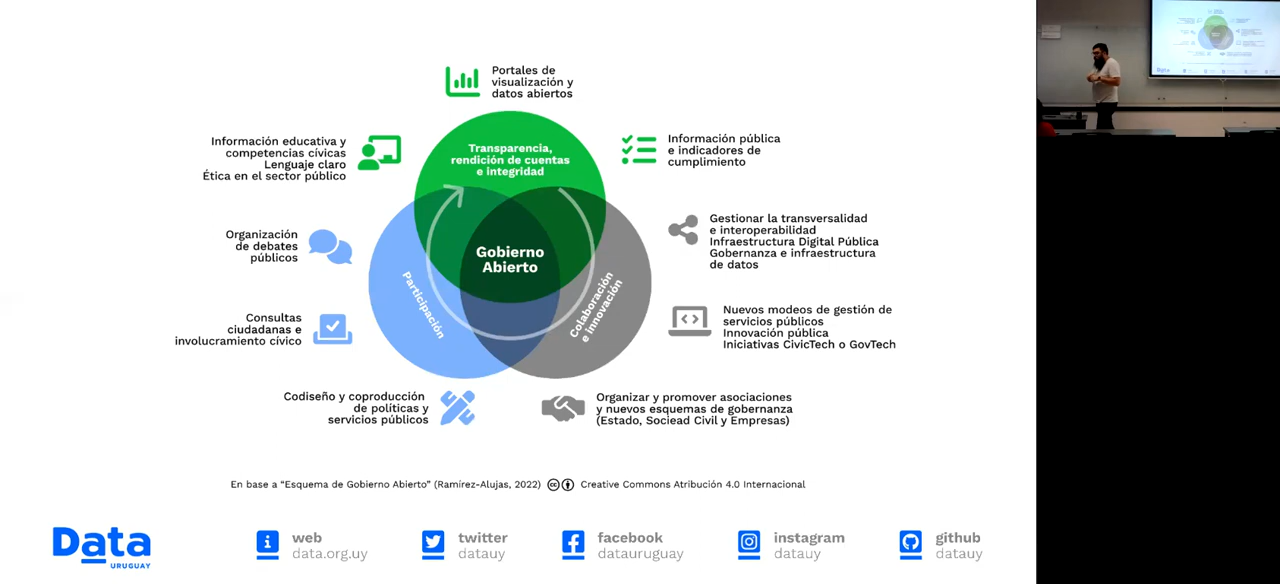 Portales de
visualización y
datos abiertos
Información educativa y
competencias cívicas
Lenguaje claro
Ética en el sector público
Transparencia,
rendición de cuentas
e integridad
Información pública
e indicadores de
cumplimiento
Organización
de debates
públicos
Gobierno
Abierto
Gestionar la transversalidad
e interoperabilidad
Infraestructura Digital Pública
Gobernanza e infraestructura
de datos
Participación
Colaboración
e innovación
Consultas
ciudadanas e
involucramiento cívico
Nuevos modeos de gestión de
servicios públicos
Innovación pública
Iniciativas CivicTech o GovTech
Codiseño y coproducción
de políticas y
servicios públicos
Organizar y promover asociaciones
y nuevos esquemas de gobernanza
(Estado, Sociead Civil y Empresas)
En base a “Esquema de Gobierno Abierto” (Ramírez-Alujas, 2022) cc Creative Commons Atribución 4.0 Internacional
Data
URUGUAY
web
data.org.uy
twitter
datauy
facebook
datauruguay
instagram
datauy
github
datauy